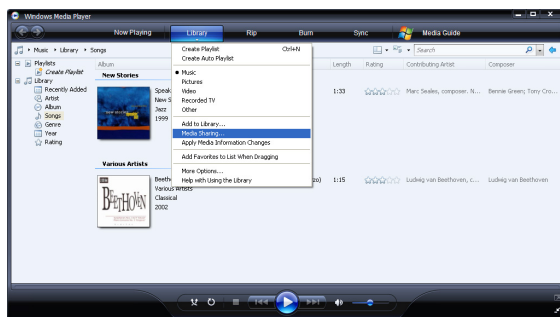 Windows Media Player
Now Playing Library Rip Burn Sync Media Guide
Music Library Songs
Search
Playlists
Create Playlist
Library
Recently Added
Artist
Album
Songs
Genre
Year
Rating
Create Playlist Ctrl+N
Create Auto Playlist
Music
Pictures
Video
Recorded TV
Other
Add to Library...
Media Sharing...
Apply Media Information Changes
Add Favorites to List When Dragging
More Options...
Help with Using the Library
Album Length Rating Contributing Artist Composer
New Stories
Speak
New S
Jazz
1999
1:33 Marc Seales, composer. N... Bennie Green; Tony Cro...
Various Artists
BEETHOVEN
Beeth
Various Artists
Classical
2002
zo) 1:15 Ludwig van Beethoven, c... Ludwig van Beethoven